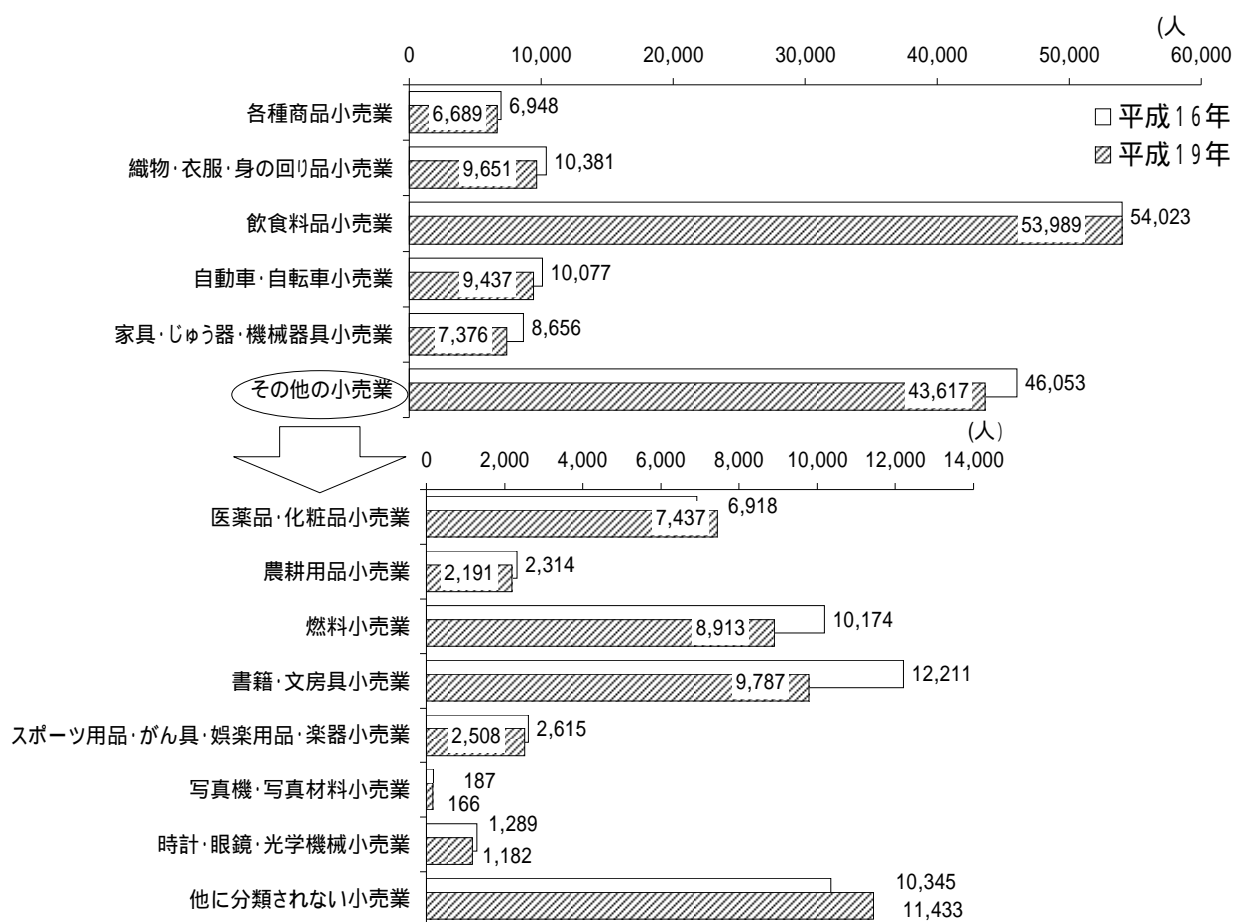 (人
0 10,000 20,000 30,000 40,000 50,000 60,000
各種商品小売業 6,689 6,948
□ 平成16年
織物･衣服･身の回り品小売業 9,651 10,381
平成19年
飲食料品小売業 53,989 54,023
自動車･自転車小売業 9,437 10,077
家具･じゅう器･機械器具小売業 7,376 8,656
その他の小売業 43,617 46,053
(人)
0 2,000 4,000 6,000 8,000 10,000 12,000 14,000
医薬品･化粧品小売業 7,437 6,918
農耕用品小売業 2,191 2,314
燃料小売業 8,913 10,174
書籍･文房具小売業 9,787 12,211
スポーツ用品･がん具･娯楽用品･楽器小売業 2,508 2,615
写真機･写真材料小売業 187
166
時計･眼鏡･光学機械小売業 1,289
1,182
他に分類されない小売業 10,345
11,433